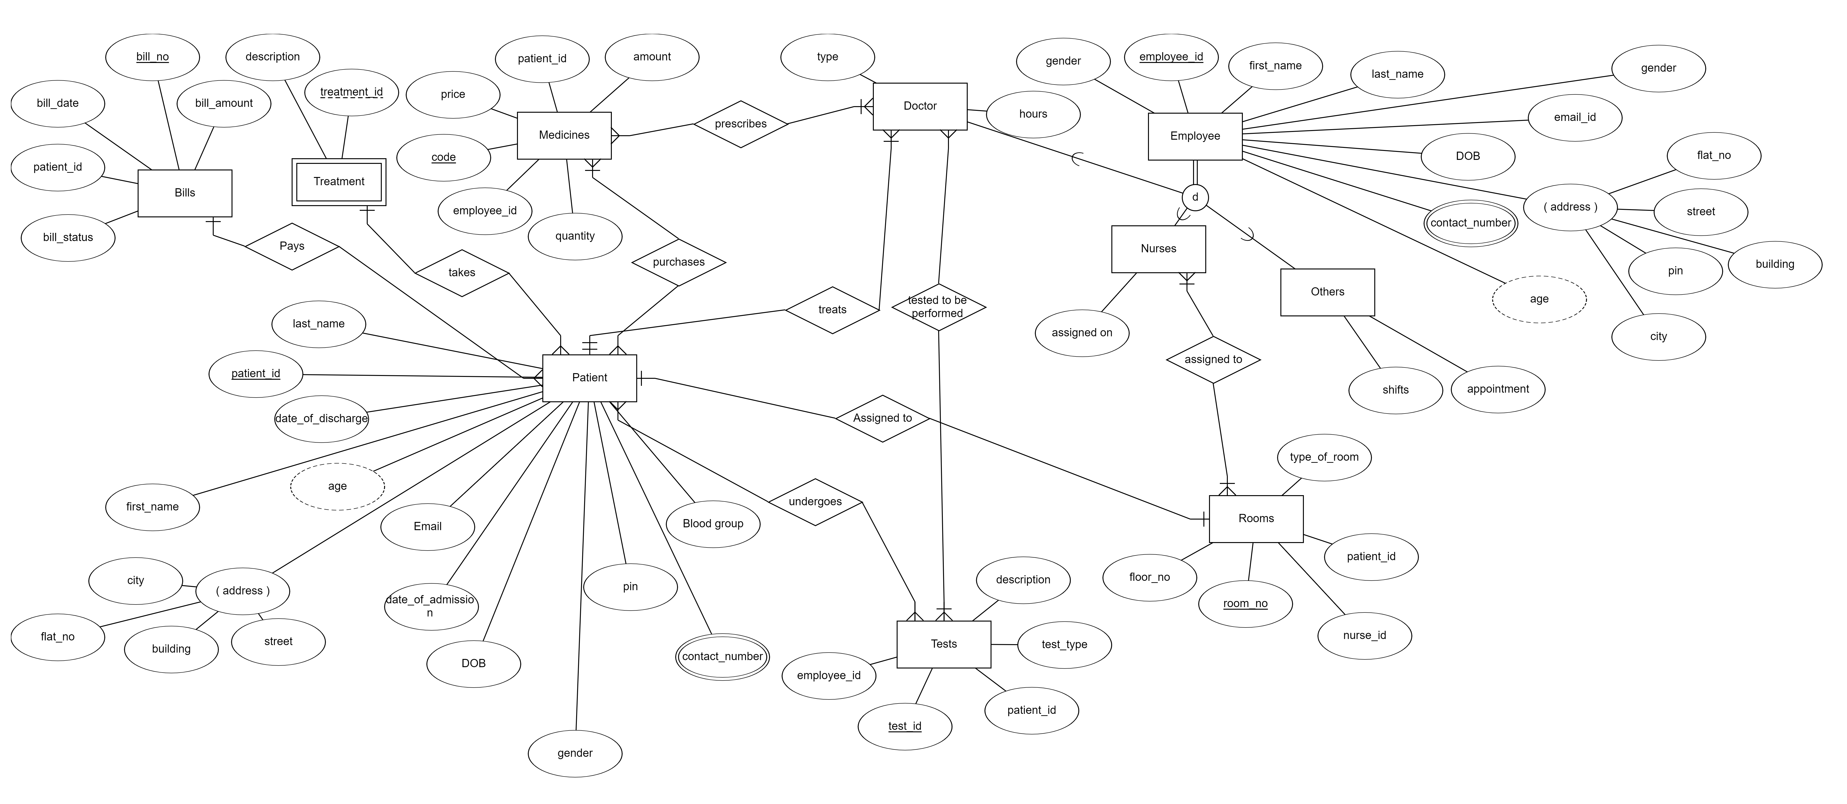 bill_no
description
patient_id
amount
type
gender
employee_id
first_name
last_name
gender
bill_date
bill_amount
treatment_id
price
Medicines
prescribes
Doctor
hours
Employee
email_id
DOB
flat_no
patient_id
Bills
Treatment
code
employee_id
quantity
d
( address )
street
contact_number
bill_status
Pays
takes
purchases
Nurses
building
pin
age
city
Others
assigned on
treats
tested to be
performed
last_name
patient_id
Patient
assigned to
shifts
appointment
date_of_discharge
Assigned to
type_of_room
first_name
age
Email
undergoes
Blood group
Rooms
patient_id
floor_no
room_no
nurse_id
city
( address )
date_of_admissio
n
pin
description
flat_no
building
street
DOB
contact_number
Tests
test_type
employee_id
test_id
patient_id
gender